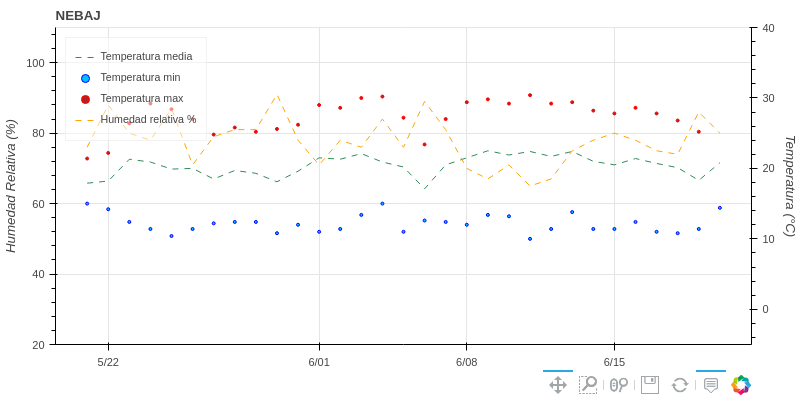 NEBAJ
Temperatura media
Temperatura min
Temperatura max
Humedad relativa %
Humedad Relativa (%)
100
80
60
40
20
Temperatura (°C)
40
30
20
10
0
5/22
6/01
6/08
6/15